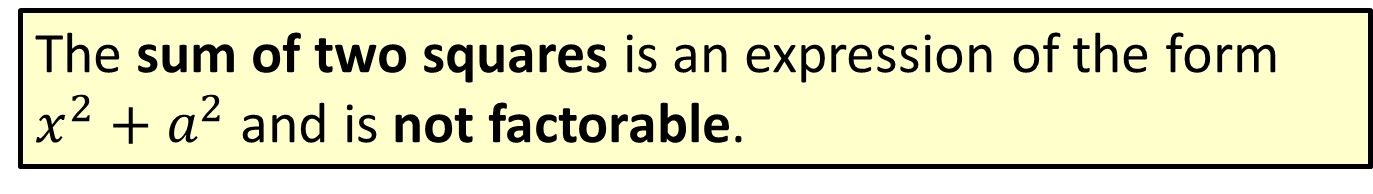 The sum of two squares is an expression of the form
x² + a² and is not factorable.